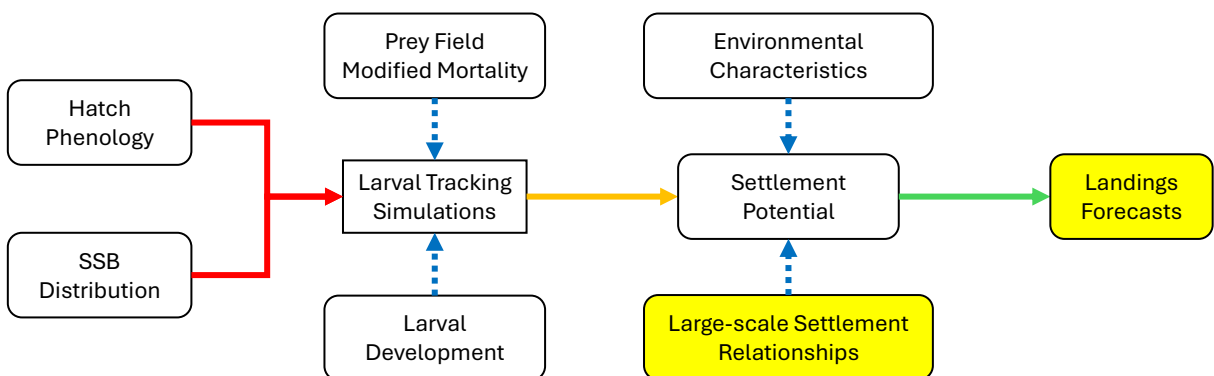 Prey Field
Modified Mortality
Environmental
Characteristics
Hatch
Phenology
Larval Tracking
Simulations
Settlement
Potential
Landings
Forecasts
SSB
Distribution
Larval
Development
Large-scale Settlement
Relationships